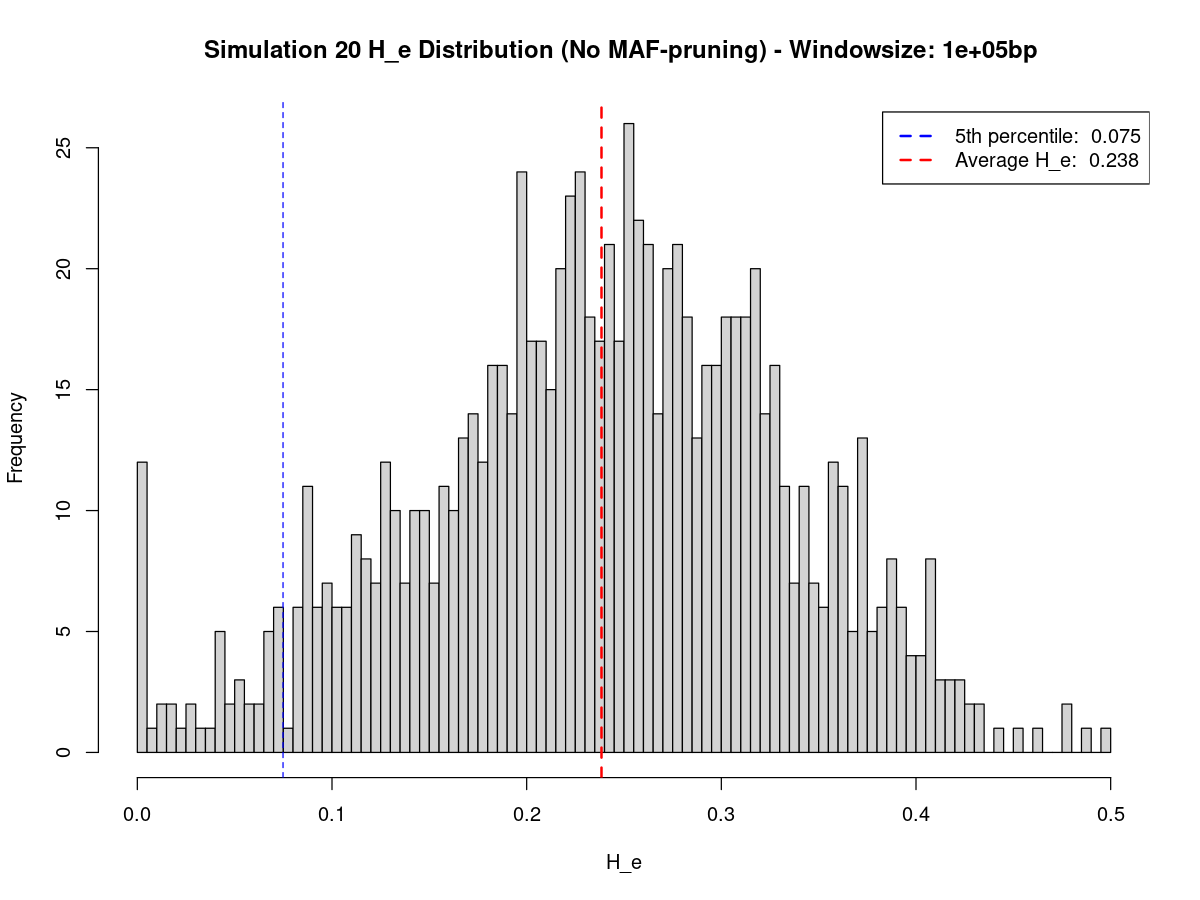 Simulation 20 H_e Distribution (No MAF-pruning) - Windowsize: 1e+05bp
5th percentile: 0.075
Average H_e: 0.238
Frequency
25
20
15
10
5
0
0.0 0.1 0.2 0.3 0.4 0.5
H_e